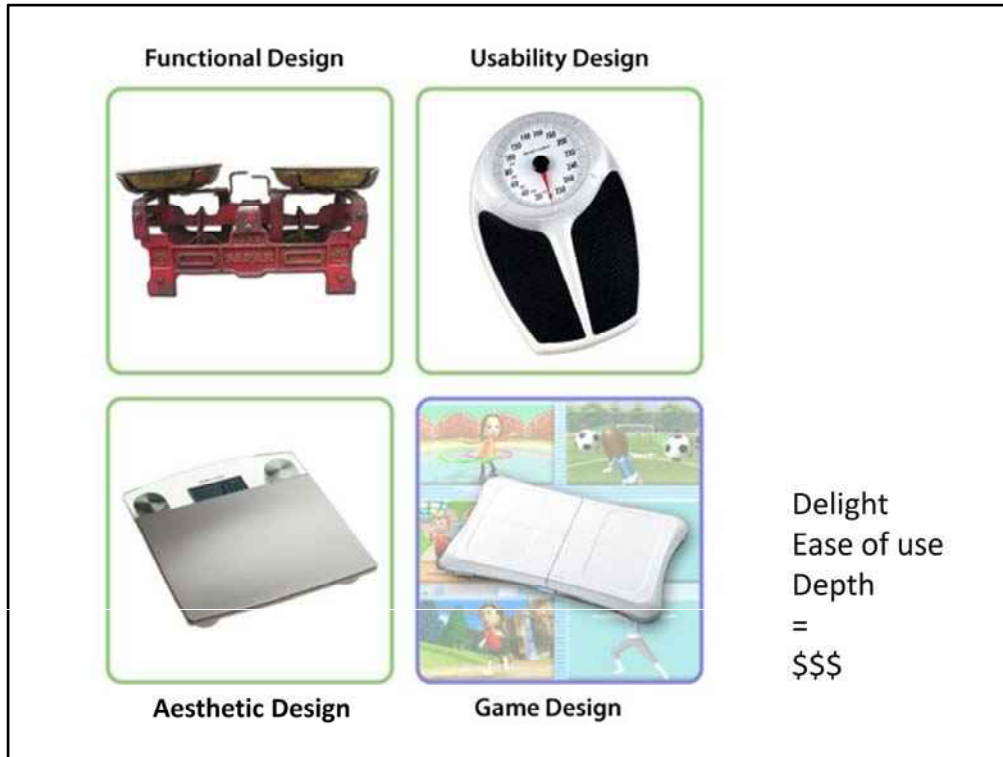 Functional Design
Usability Design
Aesthetic Design
Game Design
Delight
Ease of use
Depth
=
$$$